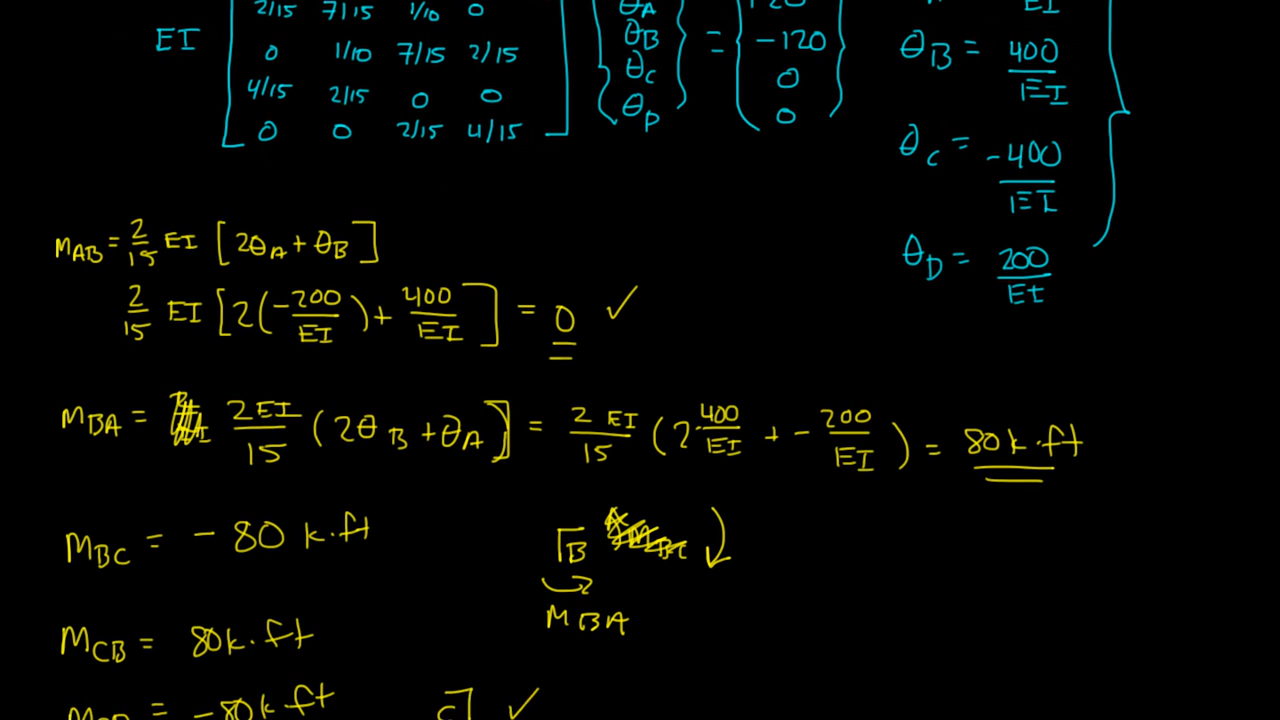 2/15 7/15 1/10 0 θA 120 EI
EI 0 1/10 7/15 2/15 θB = -120 θB = 400/EI
4/15 2/15 0 0 θc 0
0 0 2/15 4/15 θD 0
θc = -400/EI
MAB = 2/15 EI [2θA + θB]
θD = 200/EI
2/15 EI [2(-200/EI) + 400/EI] = 0 ✓
MBA = 2EI/15 (2θB + θA] = 2EI/15 (2·400/EI + -200/EI) = 80k·ft
MBC = - 80 k·ft B
MBA
MCB = 80k·ft
= -80k·ft C ✓